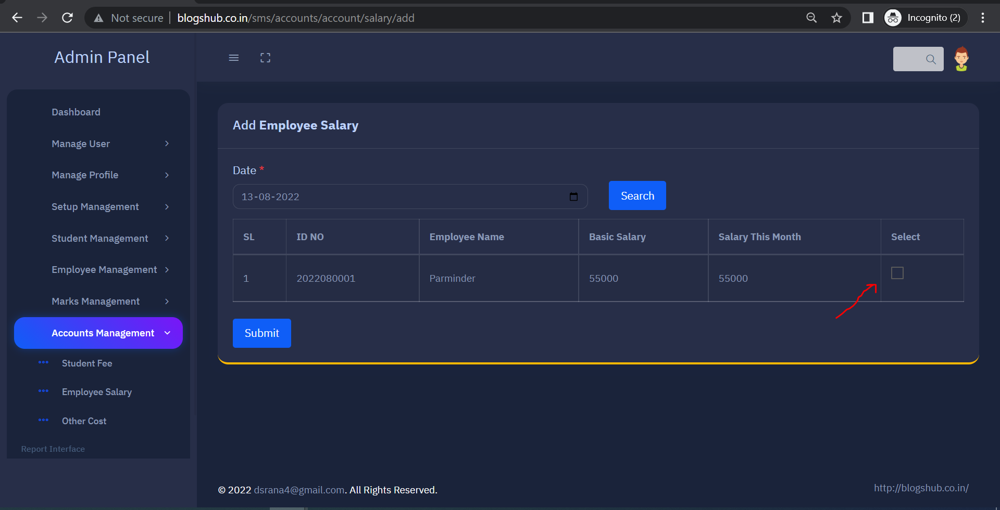 Not secure | blogshub.co.in/sms/accounts/account/salary/add
Incognito (2)
Admin Panel
Dashboard
Manage User
Manage Profile
Setup Management
Student Management
Employee Management
Marks Management
Accounts Management
Student Fee
Employee Salary
Other Cost
Report Interface
Add Employee Salary
Date *
13-08-2022
Search
SL ID NO Employee Name Basic Salary Salary This Month Select
1 2022080001 Parminder 55000 55000
Submit
© 2022 dsrana4@gmail.com. All Rights Reserved.
http://blogshub.co.in/